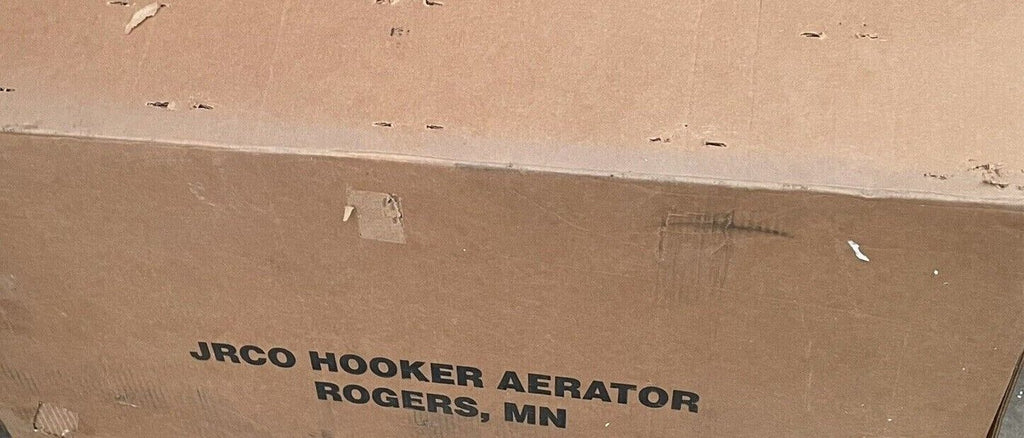 JRCO HOOKER AERATOR
ROGERS, MN